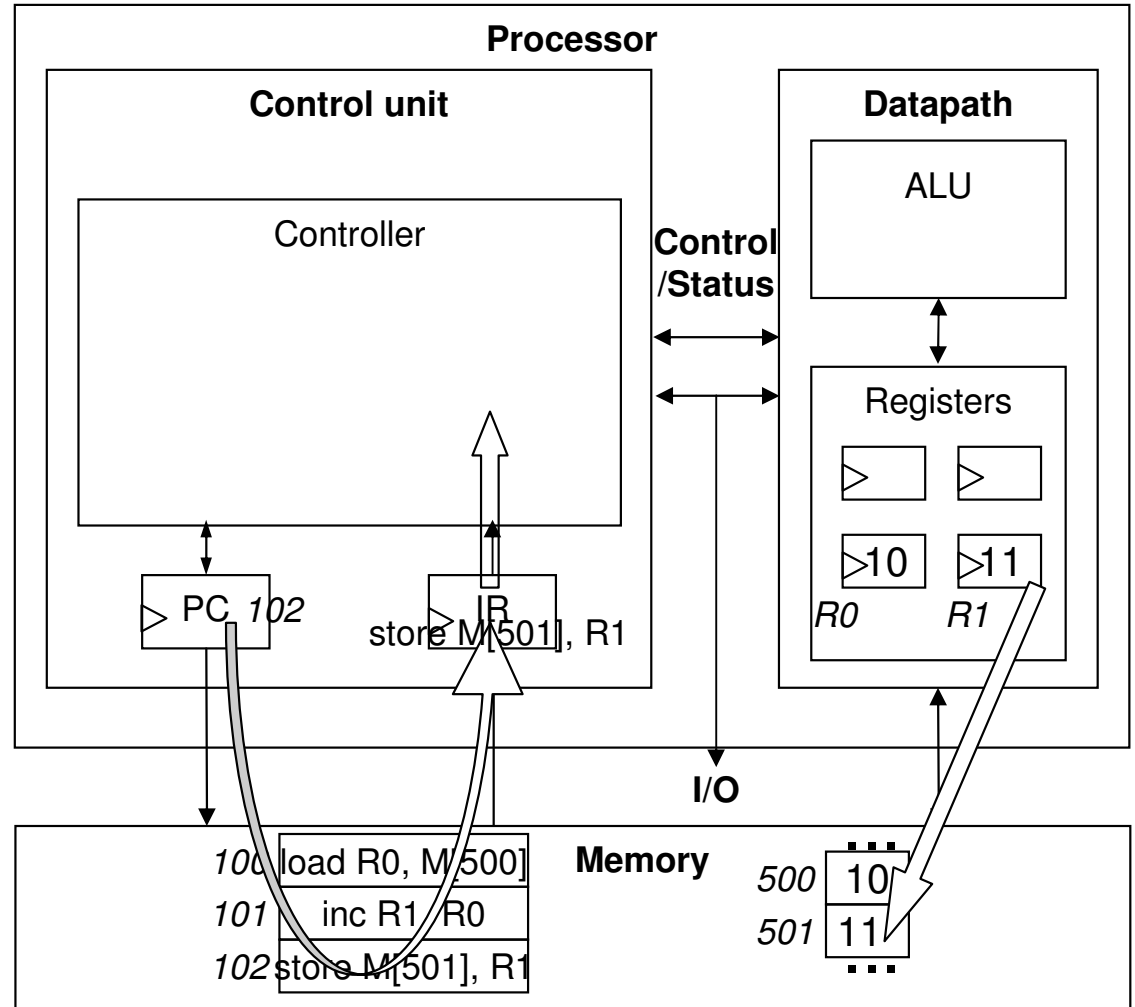 Processor
Control unit
Datapath
ALU
Controller
Control
/Status
Registers
10
11
R0
R1
PC 102
IR
store M[501], R1
I/O
Memory
100 load R0, M[500]
101 inc R1, R0
102 store M[501], R1
...
500 10
501 11
...